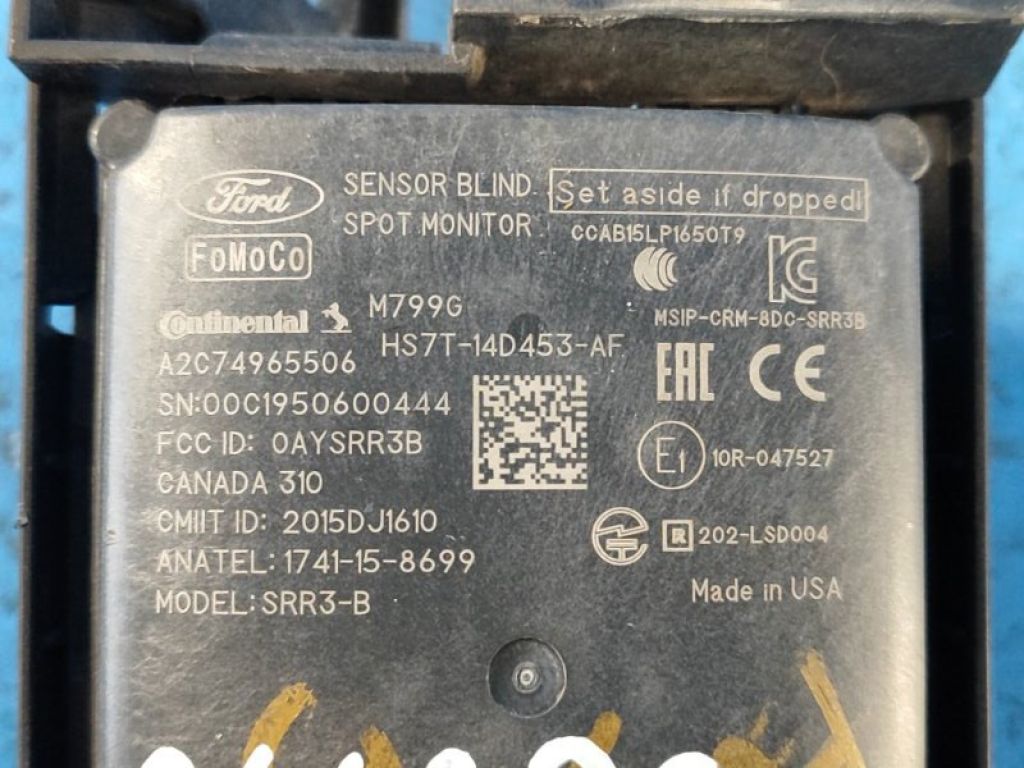 Ford
SENSOR BLIND
SPOT MONITOR
Set aside if dropped!
CCAB15LP1650T9
FoMoCo
Continental
M799G
MSIP-CRM-8DC-SRR3B
HS7T-14D453-AF
A2C74965506
EAC CE
SN:00C1950600444
FCC ID: OAYSRR3B
E1 10R-047527
CANADA 310
CMIIT ID: 2015DJ1610
R 202-LSD004
ANATEL: 1741-15-8699
MODEL: SRR3-B
Made in USA